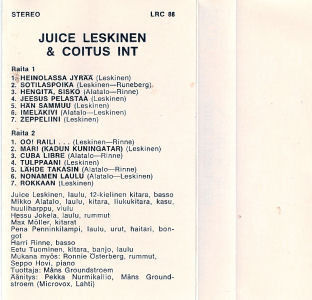 STEREO LRC 86
JUICE LESKINEN
& COITUS INT
Raita 1
1. HEINOLASSA JYRÄÄ (Leskinen)
2. SOTILASPOIKA (Leskinen—Runeberg).
3. HENGITÄ, SISKO (Alatalo—Rinne)
4. JEESUS PELASTAA (Leskinen)
5. HÄN SAMMUU (Leskinen)
6. IMELÄKIVI (Alatalo—Leskinen)
7. ZEPPELIINI (Leskinen)
Raita 2
1. OO! RAILI . . . (Leskinen—Rinne)
2. MARI (KADUN KUNINGATAR) (Leskinen)
3. CUBA LIBRE (Alatalo—Rinne)
4. TULPPAANI (Leskinen)
5. LÄHDE TAKASIN (Alatalo—Rinne)
6. NONAMEN LAULU (Alatalo—Leskinen)
7. ROKKAAN (Leskinen)
Juice Leskinen, laulu, 12-kielinen kitara, basso
Mikko Alatalo, laulu, kitara, liukukitara, kasu,
huuliharppu, viulu
Hessu Jokela, laulu, rummut
Max Möller, kitarat
Pena Penninkilampi, laulu, urut, haitari, bon-
got
Harri Rinne, basso
Eetu Tuominen, kitara, banjo, laulu
Mukana myös: Ronnie Österberg, rummut,
Seppo Hovi, piano
Tuottaja: Måns Groondstroem
Äänitys: Pekka Nurmikallio, Måns Ground-
stroem (Microvox, Lahti)